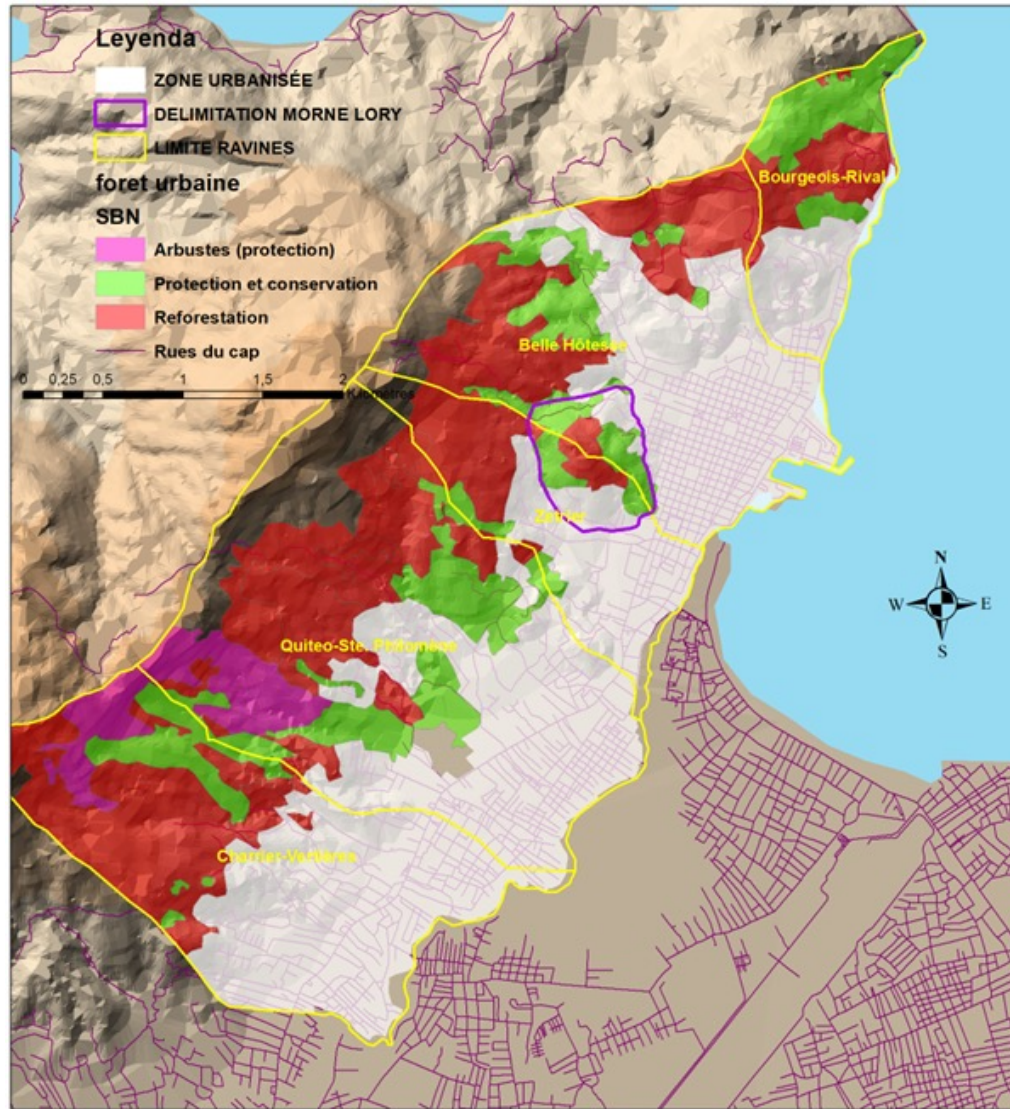 Leyenda
ZONE URBANISÉE
DELIMITATION MORNE LORY
LIMITE RAVINES
foret urbaine
SBN
Arbustes (protection)
Protection et conservation
Reforestation
Rues du cap
0 0,25 0,5 1 1,5 2
Kilomètres
Bourgeois-Rival
Belle Hôtesse
Zétrier
N
W E
S
Quiteo-Ste. Philomène
Charrier-Vertières